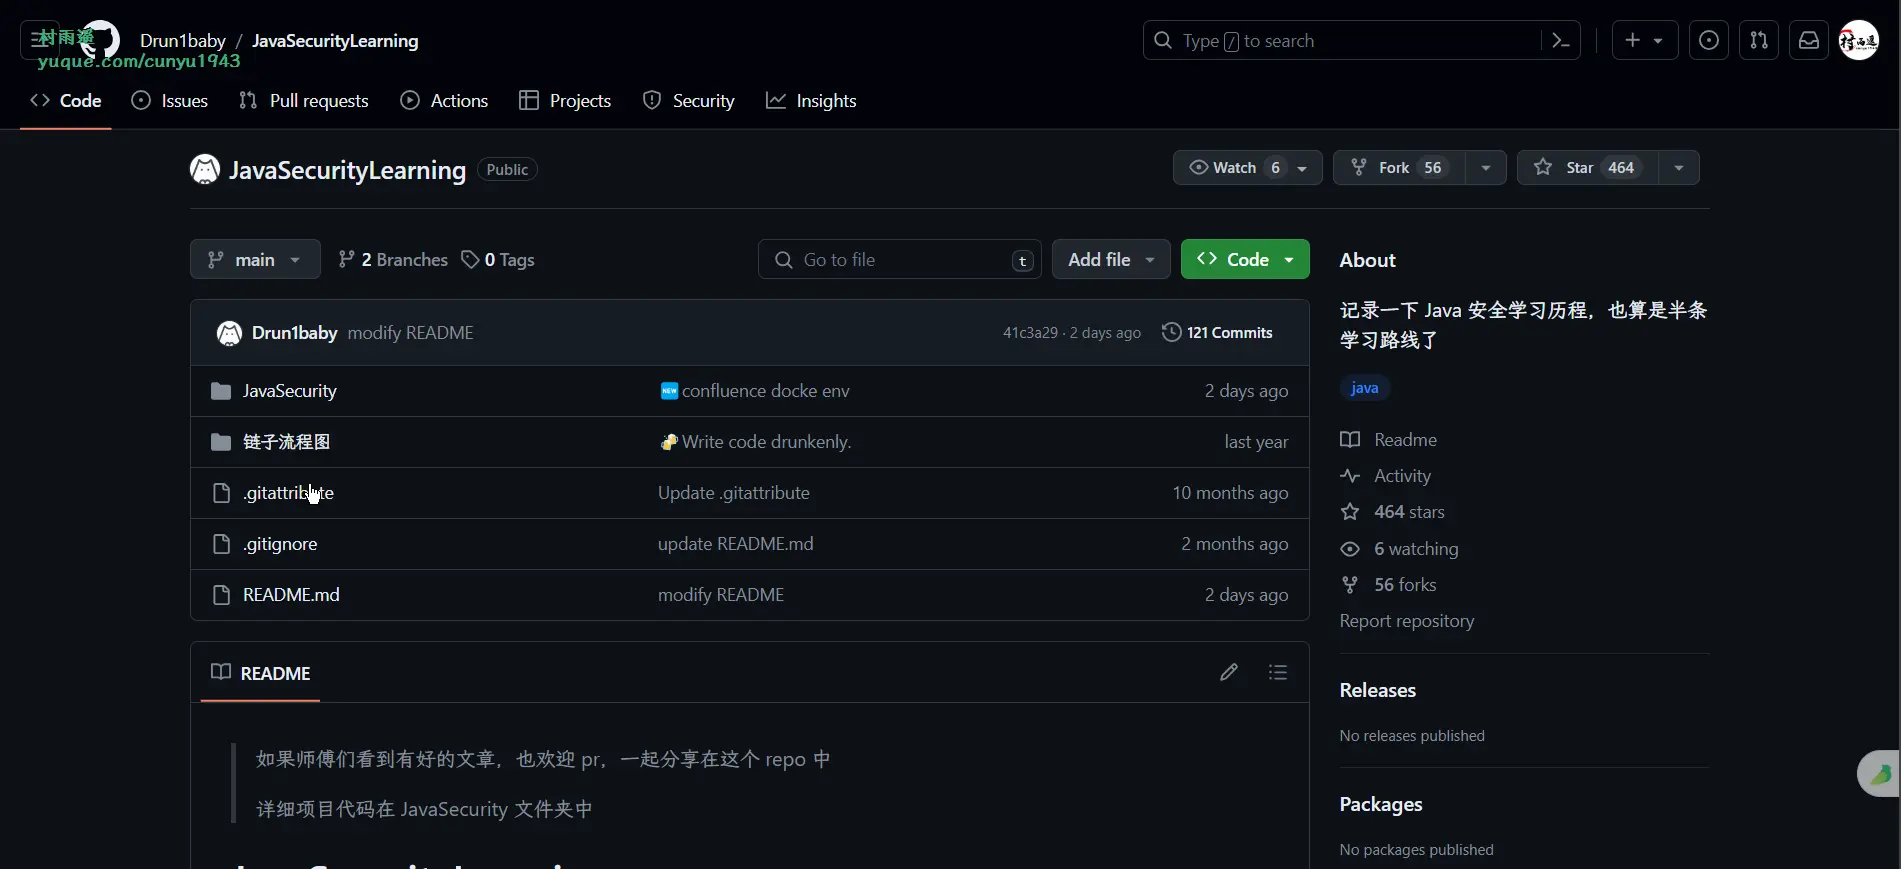 村雨遥
yuque.com/cunyu1943
Drun1baby / JavaSecurityLearning
Type / to search
Code
Issues
Pull requests
Actions
Projects
Security
Insights
JavaSecurityLearning
Public
Watch 6
Fork 56
Star 464
main
2 Branches
0 Tags
Go to file
t
Add file
Code
Drun1baby modify README
41c3a29 · 2 days ago
121 Commits
JavaSecurity
NEW confluence docke env
2 days ago
链子流程图
Write code drunkenly.
last year
.gitattribute
Update .gitattribute
10 months ago
.gitignore
update README.md
2 months ago
README.md
modify README
2 days ago
README
如果师傅们看到有好的文章，也欢迎 pr，一起分享在这个 repo 中
详细项目代码在 JavaSecurity 文件夹中
About
记录一下 Java 安全学习历程，也算是半条
学习路线了
java
Readme
Activity
464 stars
6 watching
56 forks
Report repository
Releases
No releases published
Packages
No packages published